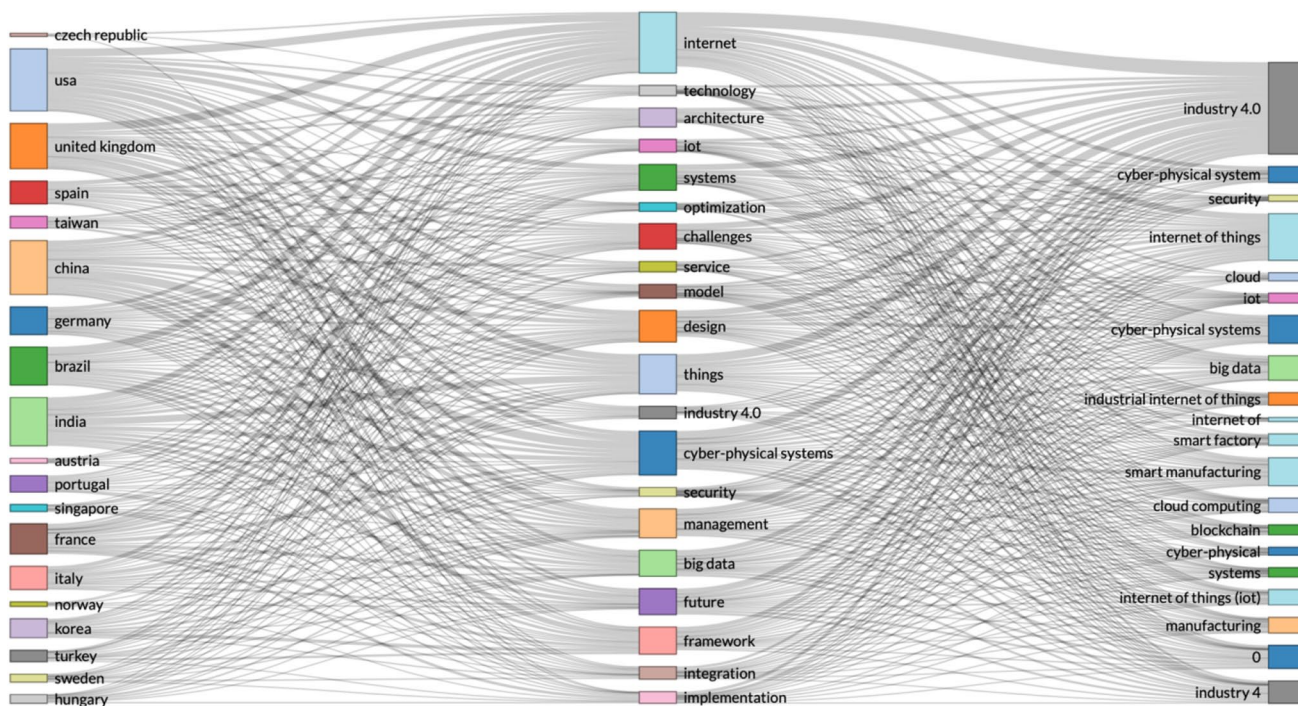 czech republic
usa
united kingdom
spain
taiwan
china
germany
brazil
india
austria
portugal
singapore
france
italy
norway
korea
turkey
sweden
hungary
internet
technology
architecture
iot
systems
optimization
challenges
service
model
design
things
industry 4.0
cyber-physical systems
security
management
big data
future
framework
integration
implementation
industry 4.0
cyber-physical system
security
internet of things
cloud
iot
cyber-physical systems
big data
industrial internet of things
internet of
smart factory
smart manufacturing
cloud computing
blockchain
cyber-physical
systems
internet of things (iot)
manufacturing
0
industry 4